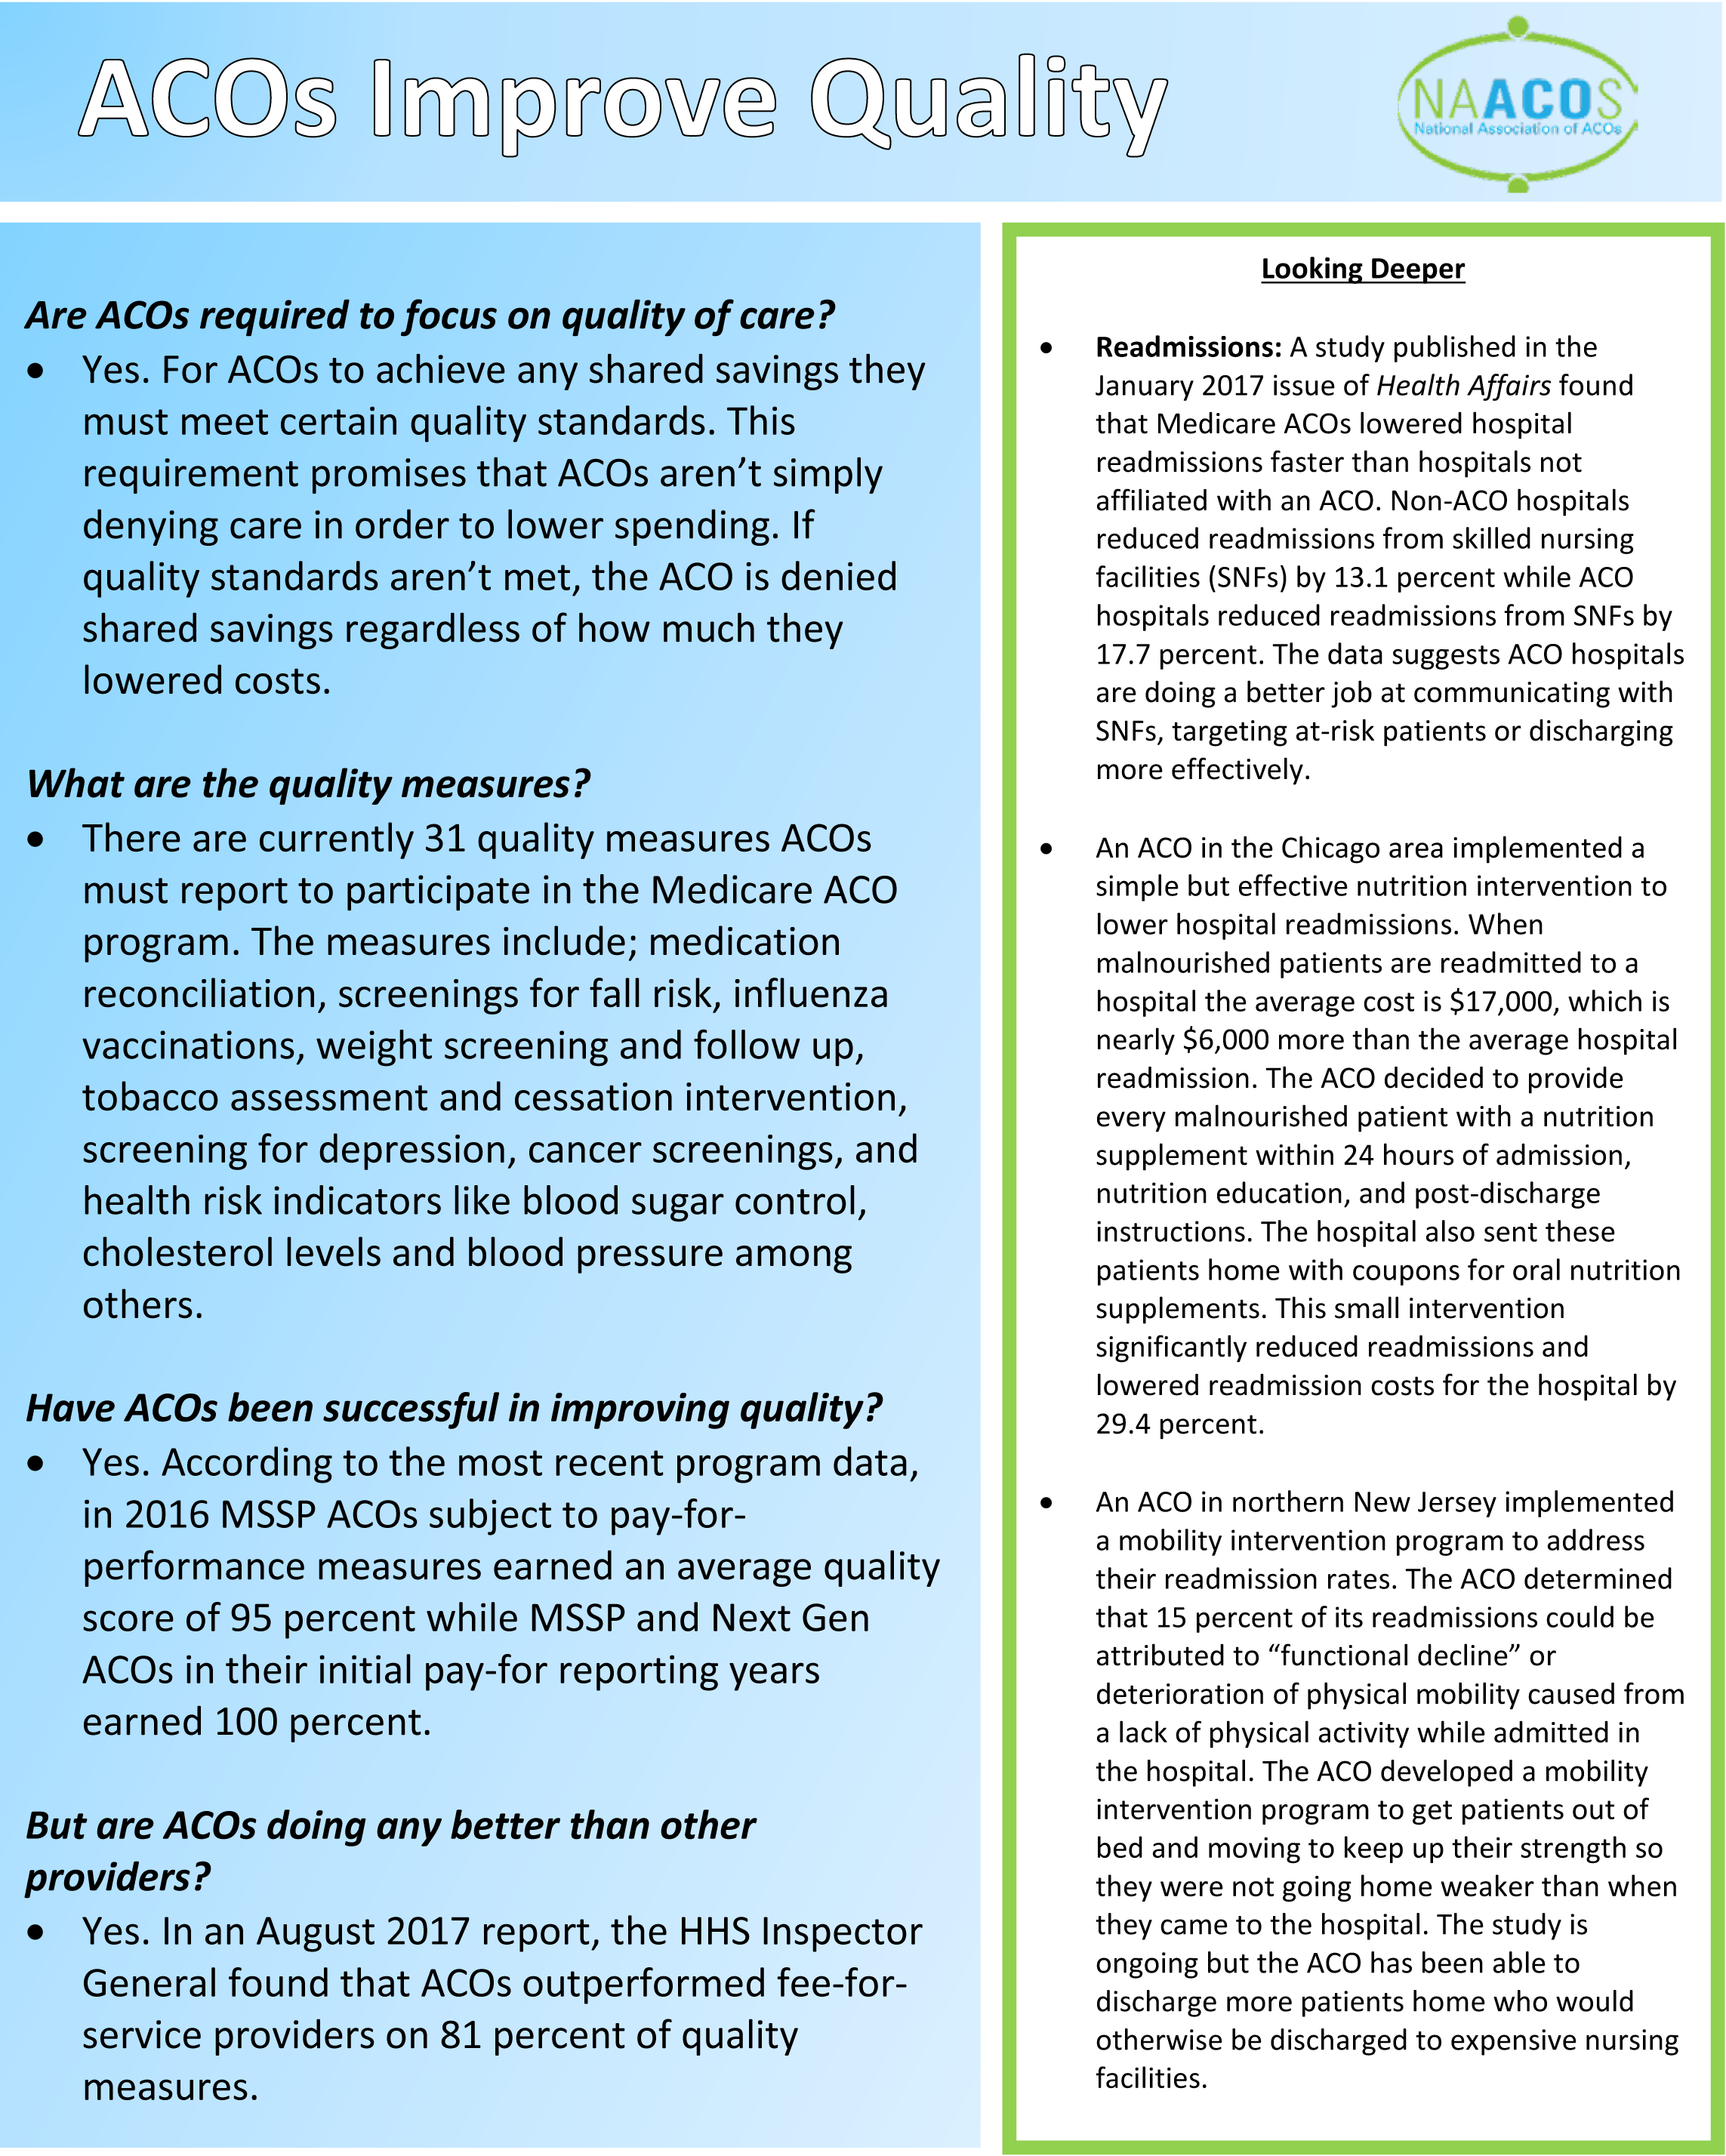 ACOs Improve Quality
NAACOS
National Association of ACOs
Are ACOs required to focus on quality of care?
• Yes. For ACOs to achieve any shared savings they
must meet certain quality standards. This
requirement promises that ACOs aren’t simply
denying care in order to lower spending. If
quality standards aren’t met, the ACO is denied
shared savings regardless of how much they
lowered costs.
What are the quality measures?
• There are currently 31 quality measures ACOs
must report to participate in the Medicare ACO
program. The measures include; medication
reconciliation, screenings for fall risk, influenza
vaccinations, weight screening and follow up,
tobacco assessment and cessation intervention,
screening for depression, cancer screenings, and
health risk indicators like blood sugar control,
cholesterol levels and blood pressure among
others.
Have ACOs been successful in improving quality?
• Yes. According to the most recent program data,
in 2016 MSSP ACOs subject to pay-for-
performance measures earned an average quality
score of 95 percent while MSSP and Next Gen
ACOs in their initial pay-for reporting years
earned 100 percent.
But are ACOs doing any better than other
providers?
• Yes. In an August 2017 report, the HHS Inspector
General found that ACOs outperformed fee-for-
service providers on 81 percent of quality
measures.
Looking Deeper
• Readmissions: A study published in the
January 2017 issue of Health Affairs found
that Medicare ACOs lowered hospital
readmissions faster than hospitals not
affiliated with an ACO. Non-ACO hospitals
reduced readmissions from skilled nursing
facilities (SNFs) by 13.1 percent while ACO
hospitals reduced readmissions from SNFs by
17.7 percent. The data suggests ACO hospitals
are doing a better job at communicating with
SNFs, targeting at-risk patients or discharging
more effectively.
• An ACO in the Chicago area implemented a
simple but effective nutrition intervention to
lower hospital readmissions. When
malnourished patients are readmitted to a
hospital the average cost is $17,000, which is
nearly $6,000 more than the average hospital
readmission. The ACO decided to provide
every malnourished patient with a nutrition
supplement within 24 hours of admission,
nutrition education, and post-discharge
instructions. The hospital also sent these
patients home with coupons for oral nutrition
supplements. This small intervention
significantly reduced readmissions and
lowered readmission costs for the hospital by
29.4 percent.
• An ACO in northern New Jersey implemented
a mobility intervention program to address
their readmission rates. The ACO determined
that 15 percent of its readmissions could be
attributed to “functional decline” or
deterioration of physical mobility caused from
a lack of physical activity while admitted in
the hospital. The ACO developed a mobility
intervention program to get patients out of
bed and moving to keep up their strength so
they were not going home weaker than when
they came to the hospital. The study is
ongoing but the ACO has been able to
discharge more patients home who would
otherwise be discharged to expensive nursing
facilities.